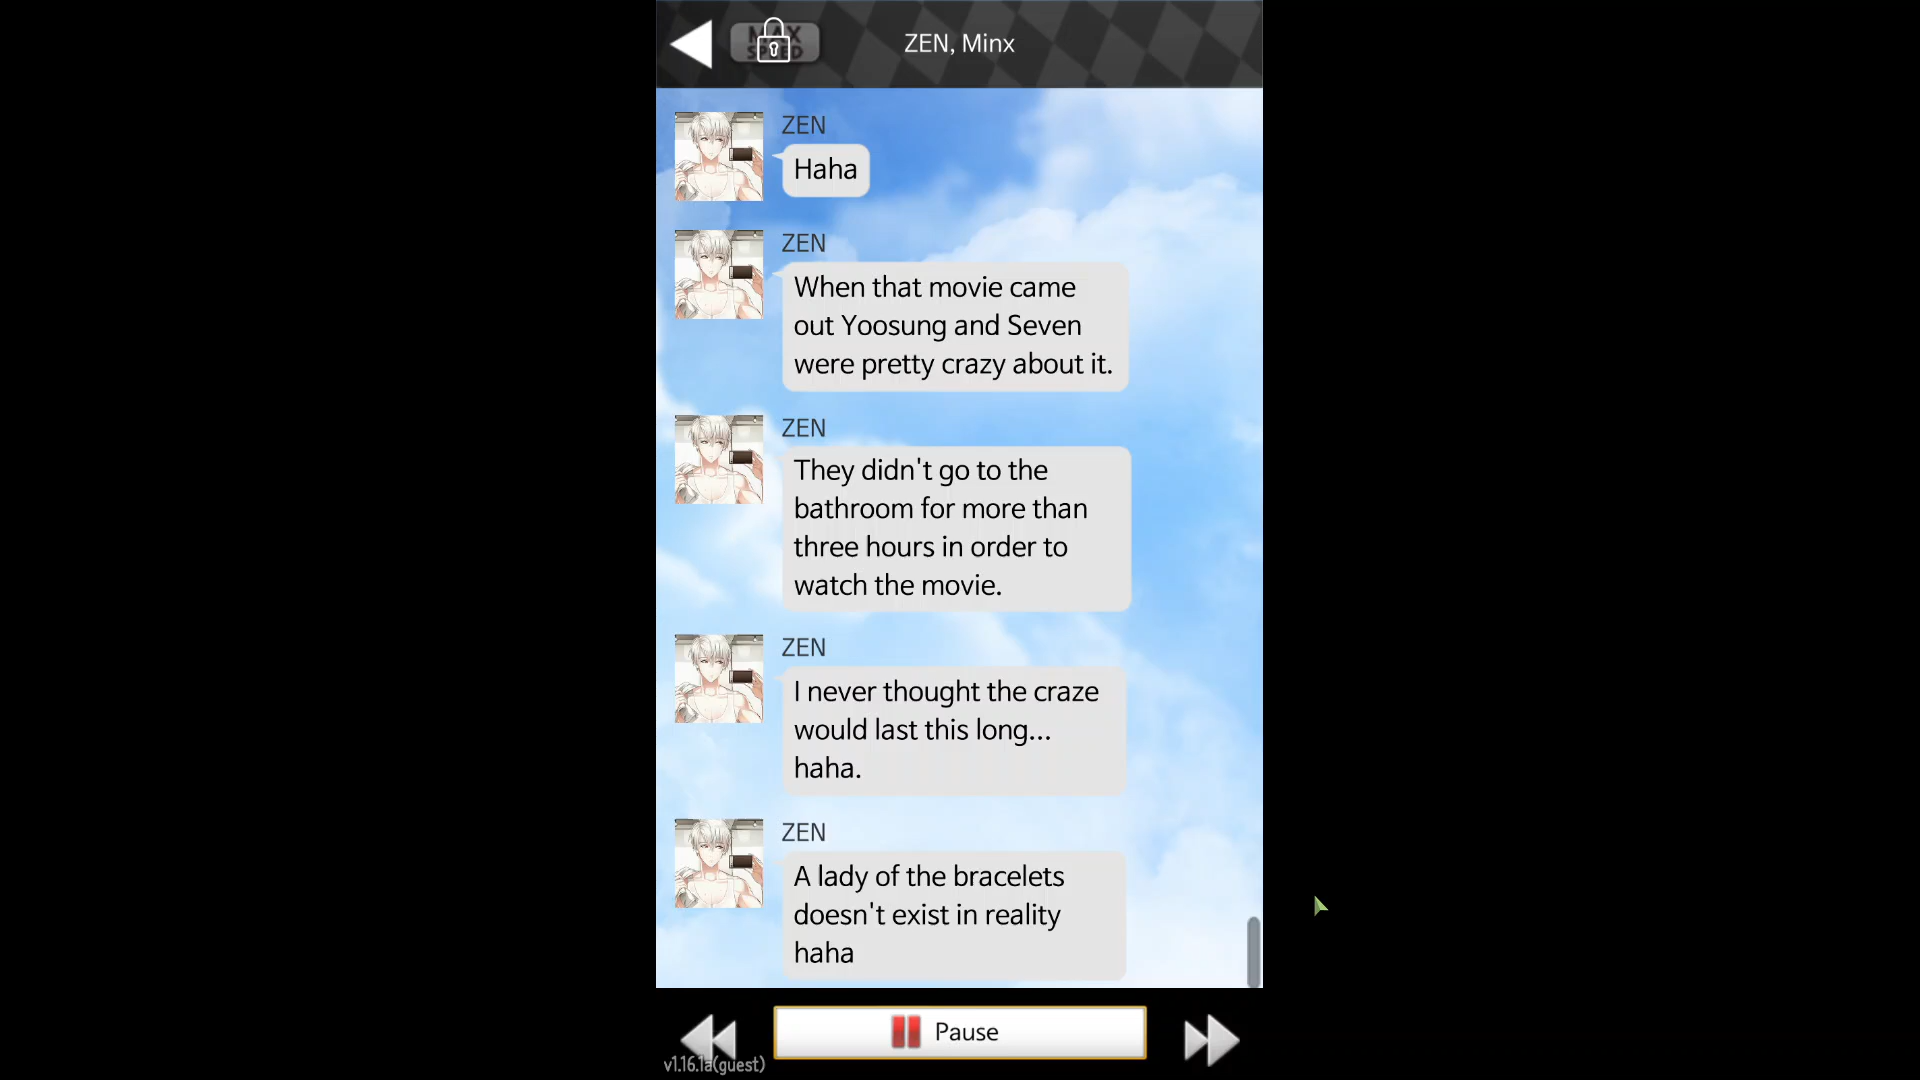 MAX
SPEED
ZEN, Minx
ZEN
Haha
ZEN
When that movie came
out Yoosung and Seven
were pretty crazy about it.
ZEN
They didn't go to the
bathroom for more than
three hours in order to
watch the movie.
ZEN
I never thought the craze
would last this long...
haha.
ZEN
A lady of the bracelets
doesn't exist in reality
haha
Pause
v1.16.1a(guest)